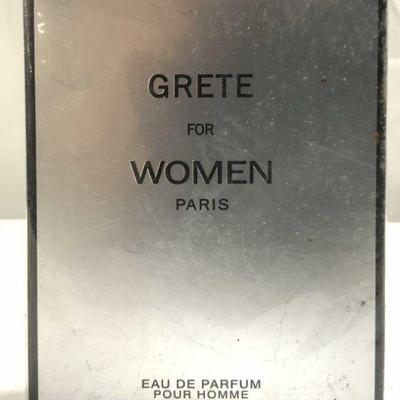 GRETE
FOR
WOMEN
PARIS
EAU DE PARFUM
POUR HOMME